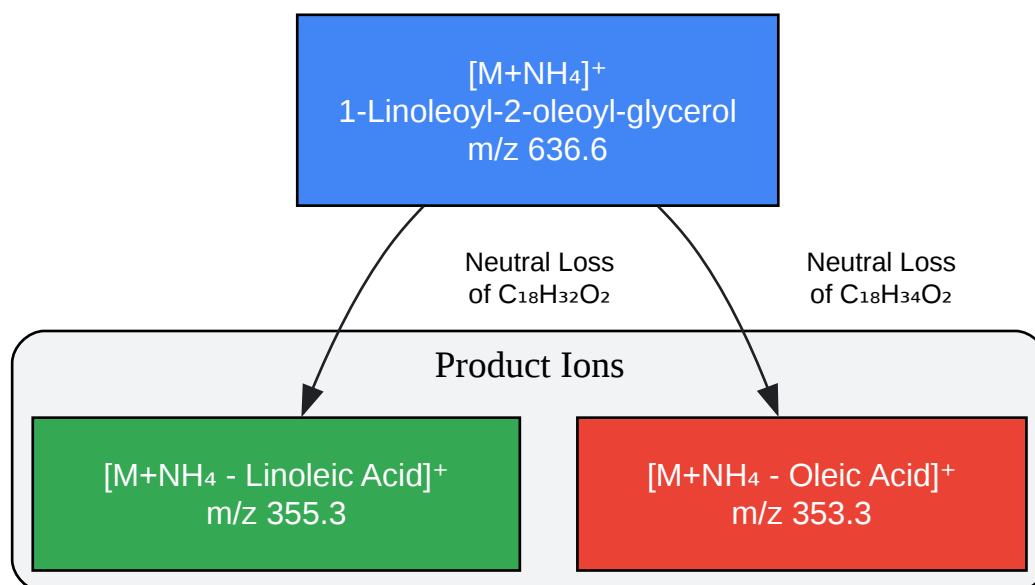 [M+NH₄]⁺
1-Linoleoyl-2-oleoyl-glycerol
m/z 636.6
Neutral Loss
of C₁₈H₃₂O₂
Neutral Loss
of C₁₈H₃₄O₂
Product Ions
[M+NH₄ - Linoleic Acid]⁺
m/z 355.3
[M+NH₄ - Oleic Acid]⁺
m/z 353.3